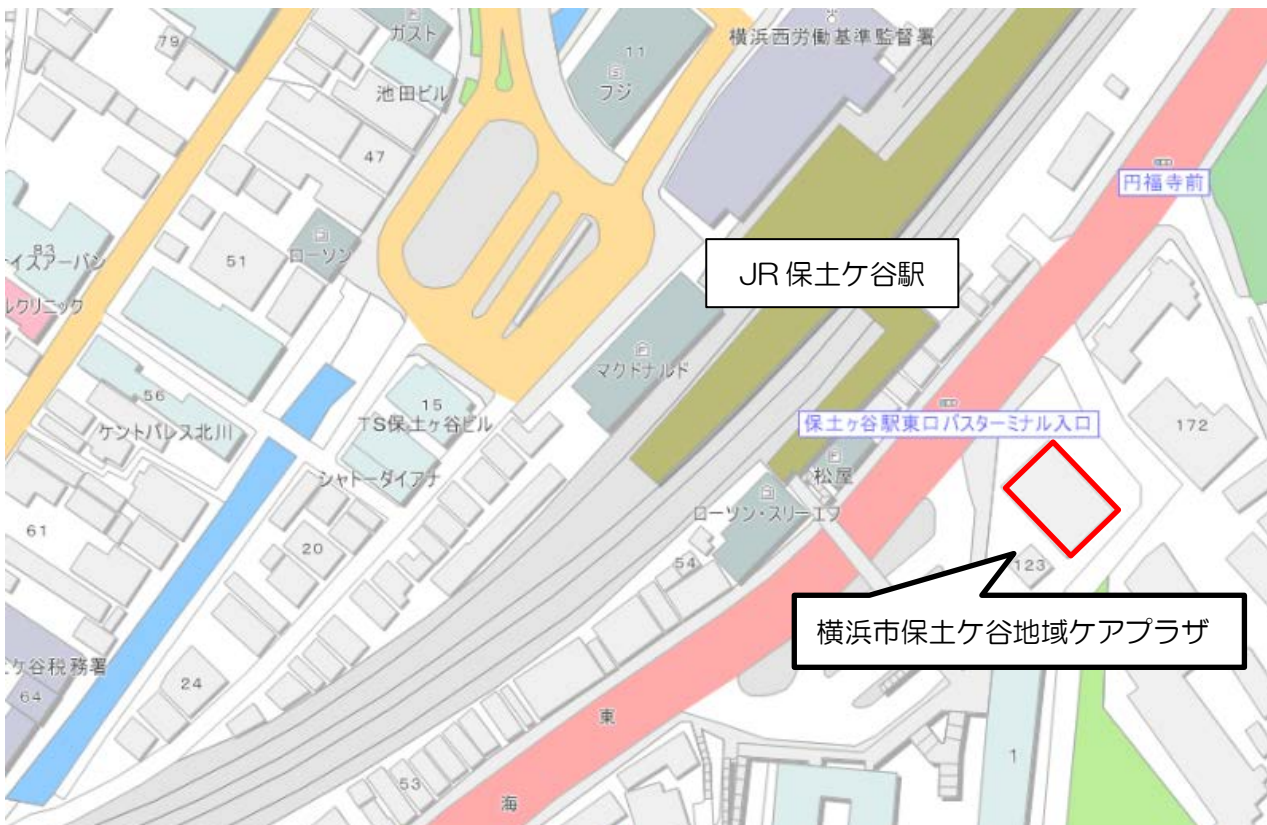 ガスト
横浜西労働基準監督署
79
11
フジ
池田ビル
47
円福寺前
83
イスアーバン
51
ローソン
JR保土ケ谷駅
ルクリニック
マクドナルド
56
15
TS保土ヶ谷ビル
保土ヶ谷駅東口バスターミナル入口
172
ケントパレス北川
シャトーダイアナ
松屋
ローソン・スリーエフ
61
20
54
123
横浜市保土ケ谷地域ケアプラザ
ケ谷税務署
64
24
東
1
53
海